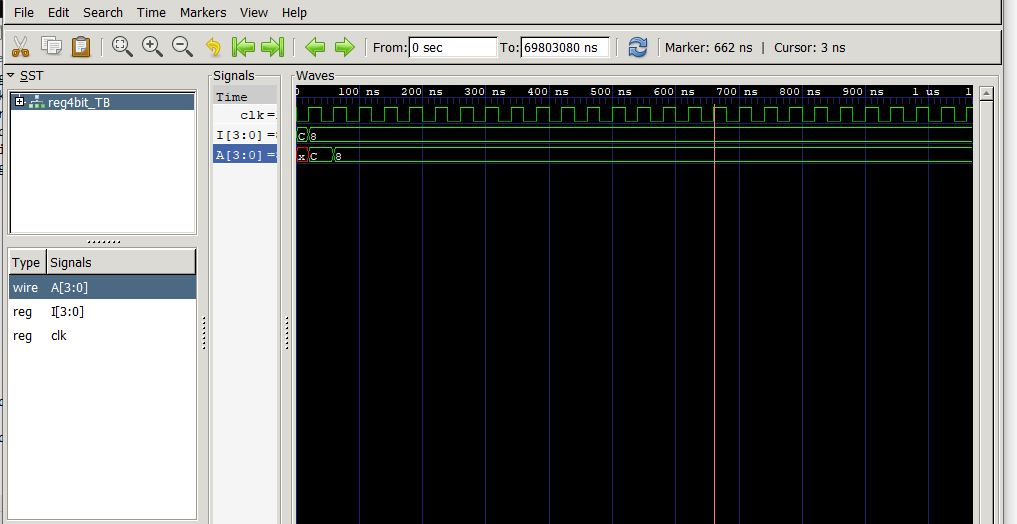 File Edit Search Time Markers View Help
From: 0 sec To: 69803080 ns Marker: 662 ns | Cursor: 3 ns
SST
reg4bit_TB
Type Signals
wire A[3:0]
reg I[3:0]
reg clk
Signals
Time
clk =
I[3:0] =
A[3:0] =
Waves
0 100 ns 200 ns 300 ns 400 ns 500 ns 600 ns 700 ns 800 ns 900 ns 1 us 1
C 8
x C 8